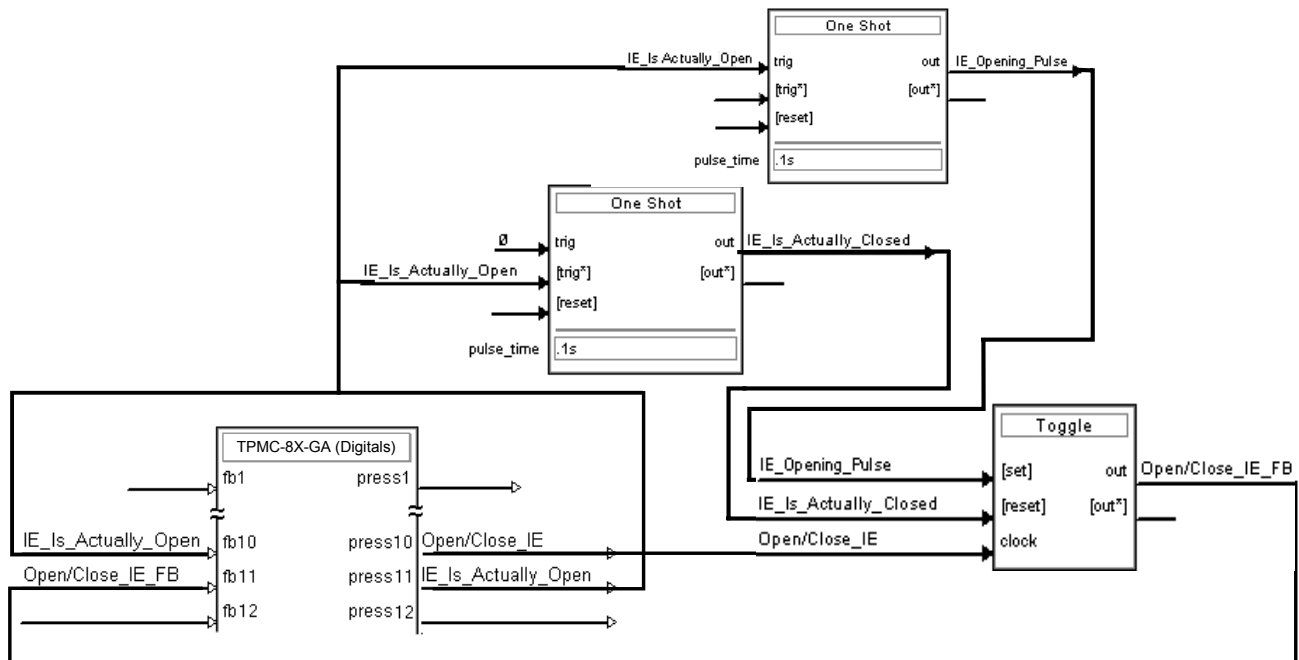 One Shot
IE_Is Actually_Open
trig
out
IE_Opening_Pulse
[trig*]
[out*]
[reset]
pulse_time
.1s
One Shot
Ø
trig
out
IE_Is_Actually_Closed
IE_Is_Actually_Open
[trig*]
[out*]
[reset]
pulse_time
.1s
TPMC-8X-GA (Digitals)
fb1
press1
IE_Is_Actually_Open
fb10
press10
Open/Close_IE
Open/Close_IE_FB
fb11
press11
IE_Is_Actually_Open
fb12
press12
Toggle
IE_Opening_Pulse
[set]
out
Open/Close_IE_FB
IE_Is_Actually_Closed
[reset]
[out*]
Open/Close_IE
clock